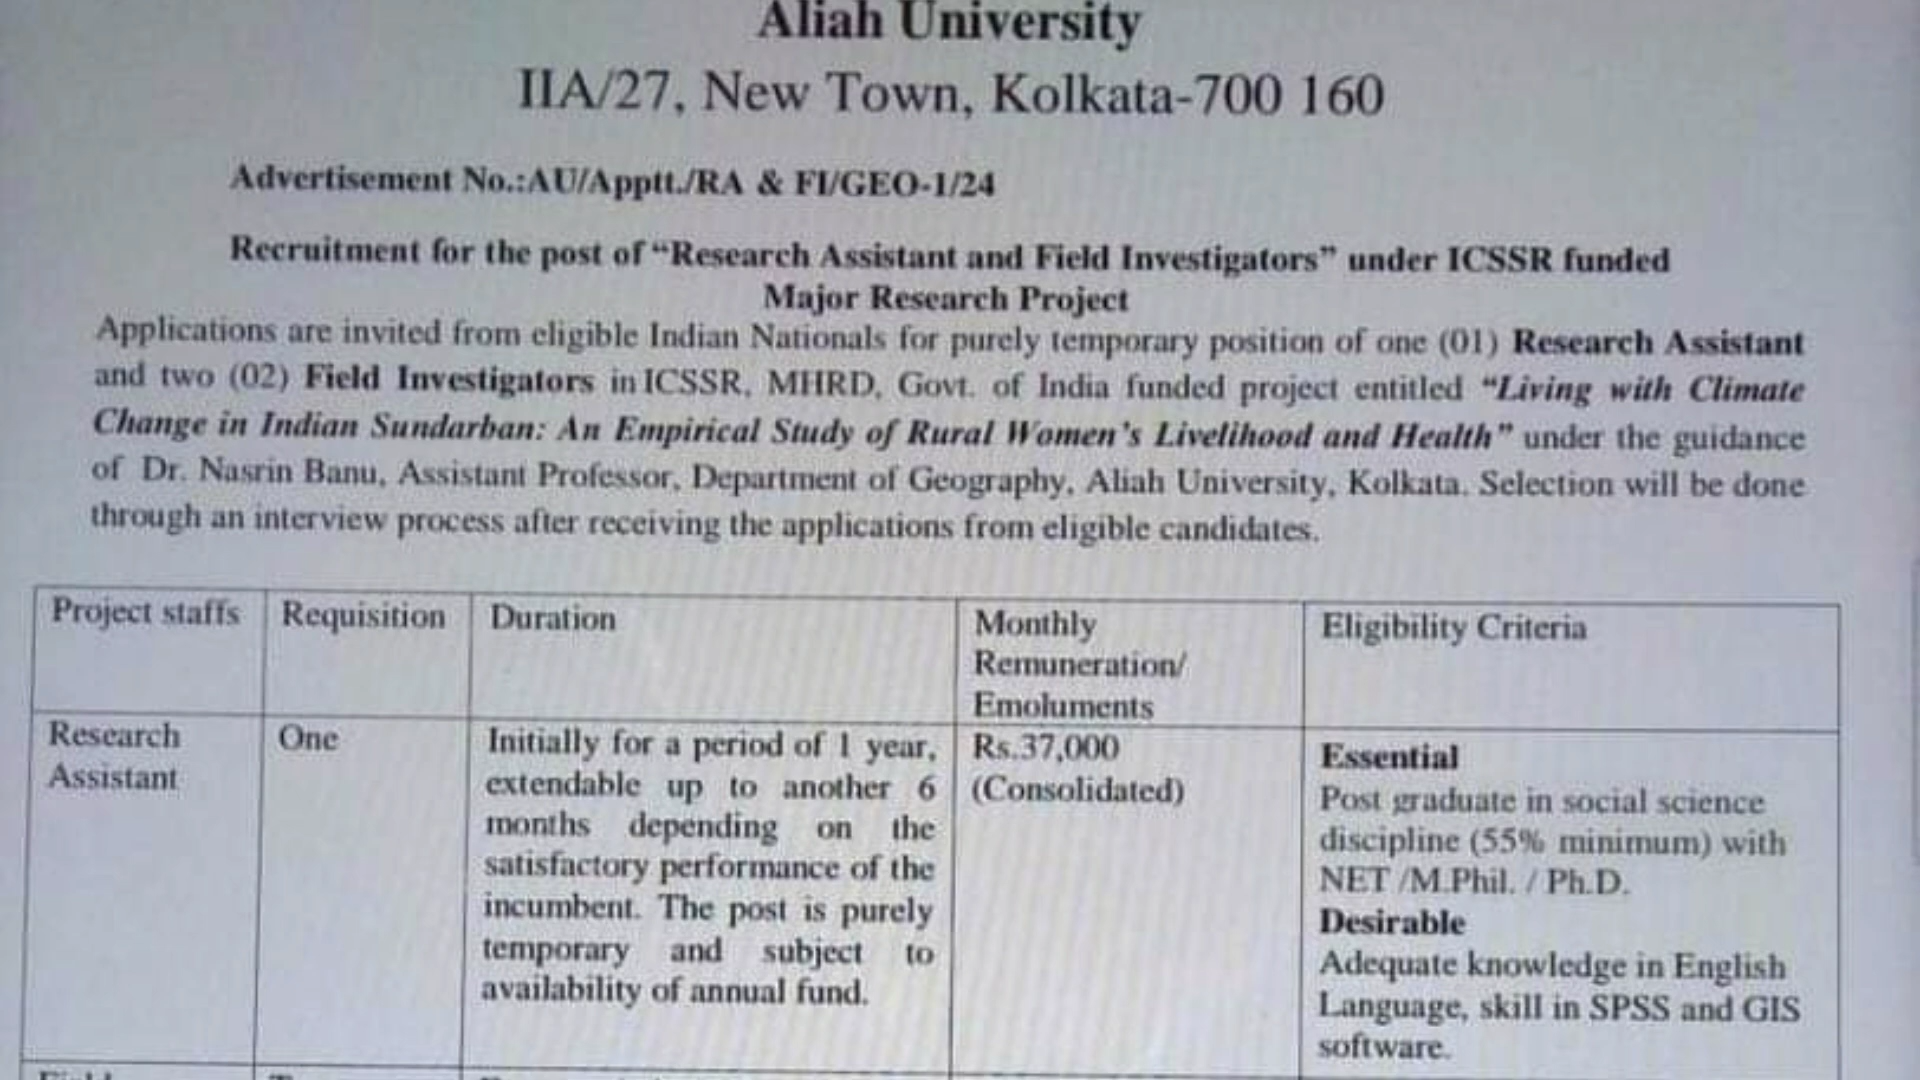 Aliah University
IIA/27, New Town, Kolkata-700 160
Advertisement No.:AU/Apptt./RA & FI/GEO-1/24
Recruitment for the post of “Research Assistant and Field Investigators” under ICSSR funded
Major Research Project
Applications are invited from eligible Indian Nationals for purely temporary position of one (01) Research Assistant
and two (02) Field Investigators in ICSSR, MHRD, Govt. of India funded project entitled “Living with Climate
Change in Indian Sundarban: An Empirical Study of Rural Women’s Livelihood and Health” under the guidance
of Dr. Nasrin Banu, Assistant Professor, Department of Geography, Aliah University, Kolkata. Selection will be done
through an interview process after receiving the applications from eligible candidates.
Project staffs
Requisition
Duration
Monthly
Remuneration/
Emoluments
Eligibility Criteria
Research
Assistant
One
Initially for a period of 1 year,
extendable up to another 6
months depending on the
satisfactory performance of the
incumbent. The post is purely
temporary and subject to
availability of annual fund.
Rs.37,000
(Consolidated)
Essential
Post graduate in social science
discipline (55% minimum) with
NET /M.Phil. / Ph.D.
Desirable
Adequate knowledge in English
Language, skill in SPSS and GIS
software.
Field